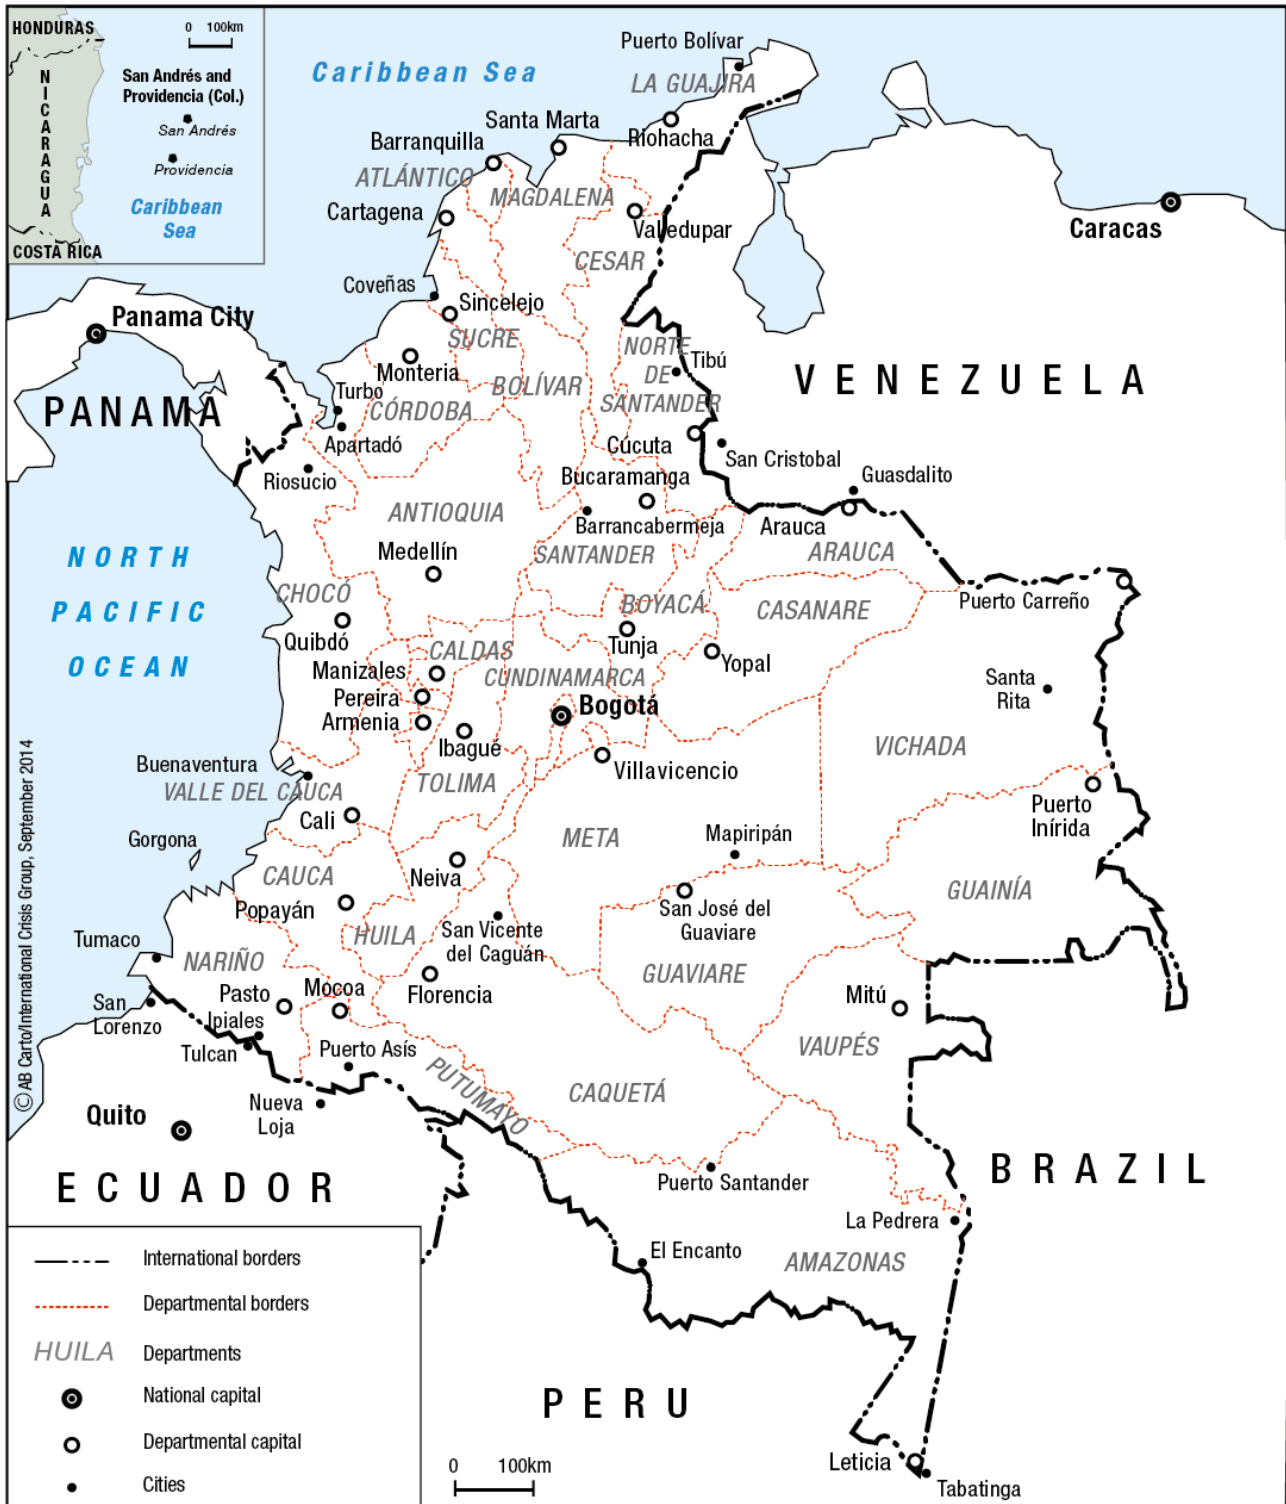 HONDURAS
0 100km
NICARAGUA
San Andrés and
Providencia (Col.)
San Andrés
Providencia
Caribbean
Sea
COSTA RICA
Caribbean Sea
Puerto Bolívar
LA GUAJIRA
Santa Marta
Riohacha
Barranquilla
ATLÁNTICO
MAGDALENA
Cartagena
Valledupar
Caracas
CESAR
Coveñas
Sincelejo
Panama City
SUCRE
NORTE
DE
SANTANDER
Tibú
Monteria
BOLÍVAR
VENEZUELA
Turbo
CÓRDOBA
PANAMA
Apartadó
Cúcuta
San Cristobal
Riosucio
Bucaramanga
Guasdalito
ANTIOQUIA
Barrancabermeja
Arauca
Medellín
SANTANDER
ARAUCA
NORTH
PACIFIC
OCEAN
CHOCÓ
BOYACÁ
CASANARE
Puerto Carreño
Quibdó
CALDAS
Tunja
Manizales
CUNDINAMARCA
Yopal
Pereira
Santa
Rita
Armenia
Bogotá
Ibagué
VICHADA
Buenaventura
Villavicencio
VALLE DEL CAUCA
TOLIMA
Cali
Puerto
Inírida
Gorgona
META
Mapiripán
CAUCA
Neiva
GUAINÍA
Popayán
San José del
Guaviare
Tumaco
HUILA
San Vicente
del Caguán
NARIÑO
GUAVIARE
Pasto
Mocoa
Florencia
Mitú
San
Lorenzo
Ipiales
Tulcan
Puerto Asís
VAUPÉS
PUTUMAYO
CAQUETÁ
Nueva
Loja
Quito
ECUADOR
Puerto Santander
BRAZIL
La Pedrera
El Encanto
AMAZONAS
PERU
Leticia
Tabatinga
© AB Carto/International Crisis Group, September 2014
International borders
Departmental borders
HUILA Departments
National capital
Departmental capital
Cities
0 100km